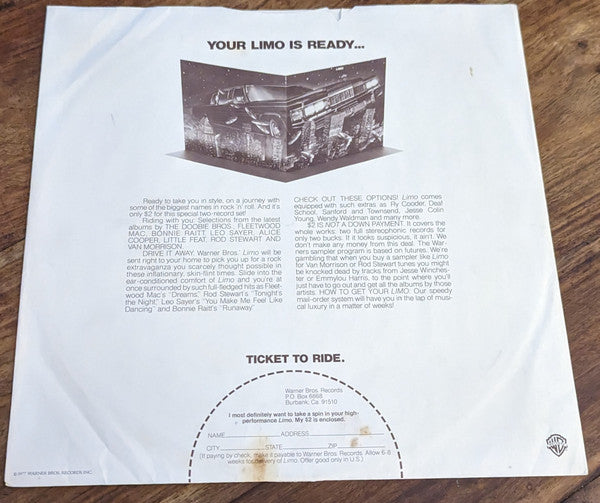 YOUR LIMO IS READY...
Ready to take you in style, on a journey with
some of the biggest names in rock 'n' roll. And it's
only $2 for this special two-record set!
Riding with you: Selections from the latest
albums by THE DOOBIE BROS., FLEETWOOD
MAC, BONNIE RAITT, LEO SAYER, ALICE
COOPER, LITTLE FEAT, ROD STEWART AND
VAN MORRISON.
DRIVE IT AWAY. Warner Bros.' Limo will be
sent right to your home to pick you up for a rock
extravaganza you scarcely thought possible in
these inflationary, skin-flint times. Slide into the
ear-conditioned comfort of Limo and you're at
once surrounded by such full-fledged hits as Fleet-
wood Mac's "Dreams," Rod Stewart's "Tonight's
the Night," Leo Sayer's "You Make Me Feel Like
Dancing" and Bonnie Raitt's "Runaway."
CHECK OUT THESE OPTIONS! Limo comes
equipped with such extras as Ry Cooder, Deaf
School, Sanford and Townsend, Jesse Colin
Young, Wendy Waldman and many more.
$2 IS NOT A DOWN PAYMENT. It covers the
whole works: two full stereophonic records for
only two bucks. If it looks suspicious, it ain't. We
don't make any money from this deal. The War-
ners sampler program is based on futures. We're
gambling that when you buy a sampler like Limo
for Van Morrison or Rod Stewart tunes you might
be knocked dead by tracks from Jesse Winches-
ter or Emmylou Harris, to the point where you'll
just have to go out and get all the albums by those
artists. HOW TO GET YOUR LIMO: Our speedy
mail-order system will have you in the lap of musi-
cal luxury in a matter of weeks!
TICKET TO RIDE.
Warner Bros. Records
P.O. Box 6868
Burbank, Ca. 91510
I most definitely want to take a spin in your high-
performance Limo. My $2 is enclosed.
NAME ADDRESS
CITY STATE ZIP
(If paying by check, make it payable to Warner Bros. Records. Allow 6-8
weeks for delivery of Limo. Offer good only in U.S.)
© 1977 WARNER BROS. RECORDS INC.